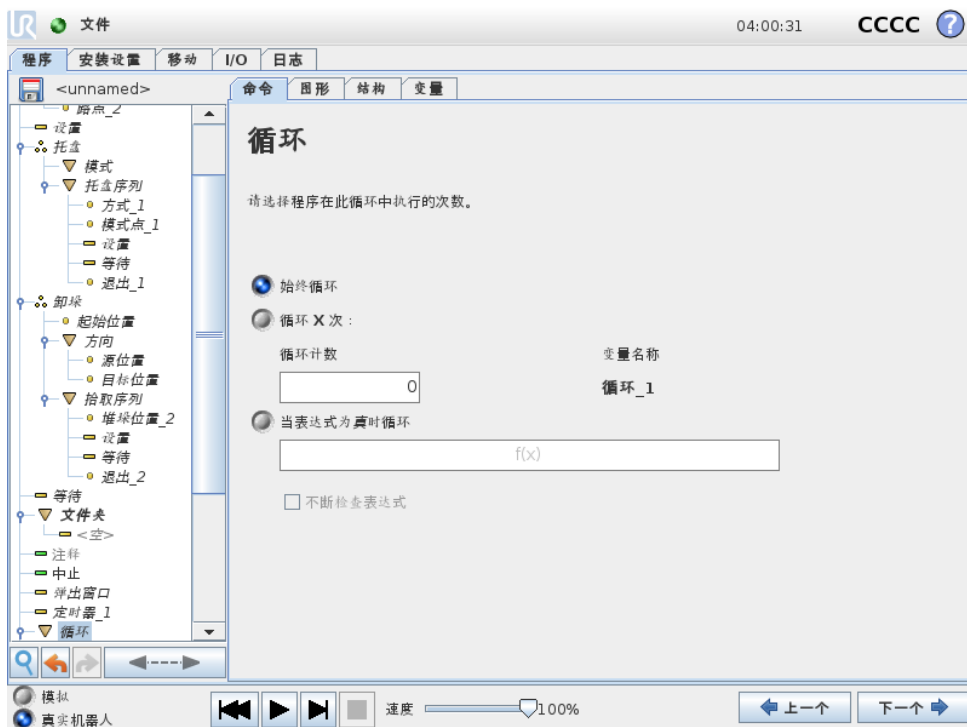 UR 文件 04:00:31 CCCC ?
程序 安装设置 移动 I/O 日志
<unnamed> 命令 图形 结构 变量
路点_2
设置
托盘
模式
托盘序列
方式_1
模式点_1
设置
等待
退出_1
卸垛
起始位置
方向
源位置
目标位置
拾取序列
堆垛位置_2
设置
等待
退出_2
等待
文件夹
<空>
注释
中止
弹出窗口
定时器_1
循环
循环
请选择程序在此循环中执行的次数。
始终循环
循环 X 次：
循环计数 变量名称
0 循环_1
当表达式为真时循环
f(x)
不断检查表达式
模拟
真实机器人
速度 100% 上一个 下一个